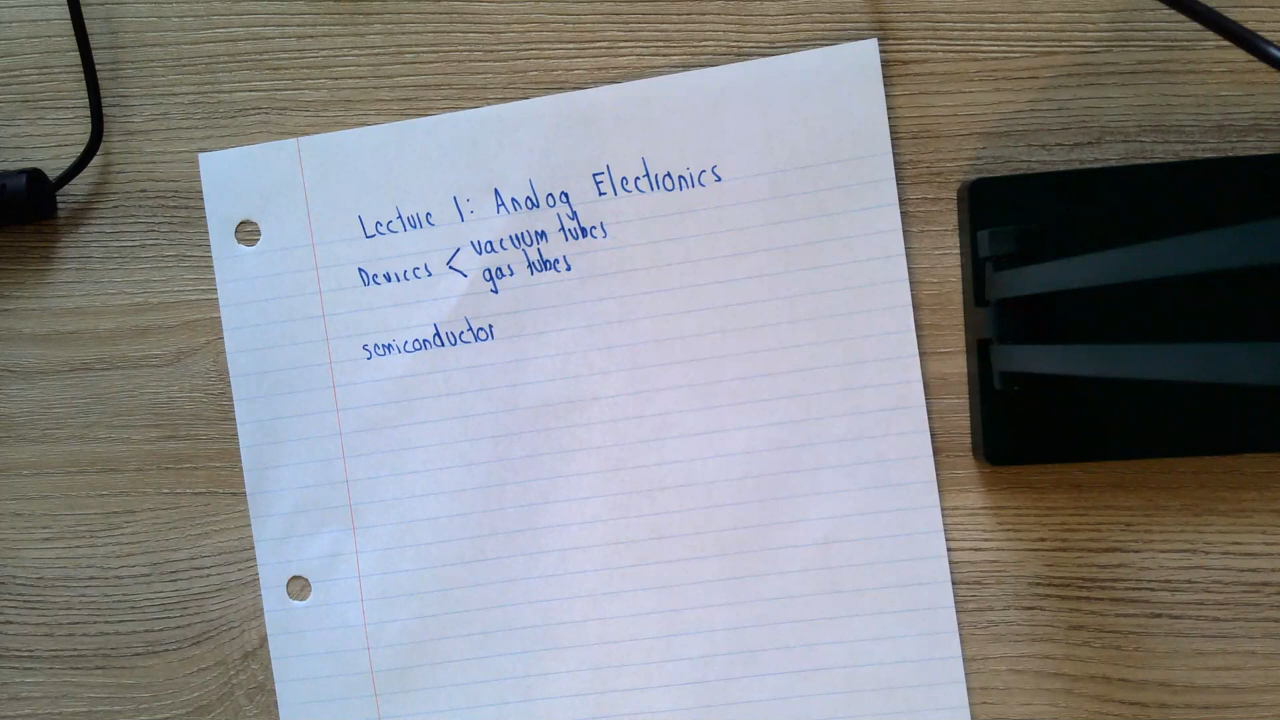 Lecture 1: Analog Electronics
Devices < vacuum tubes
gas tubes
semiconductor